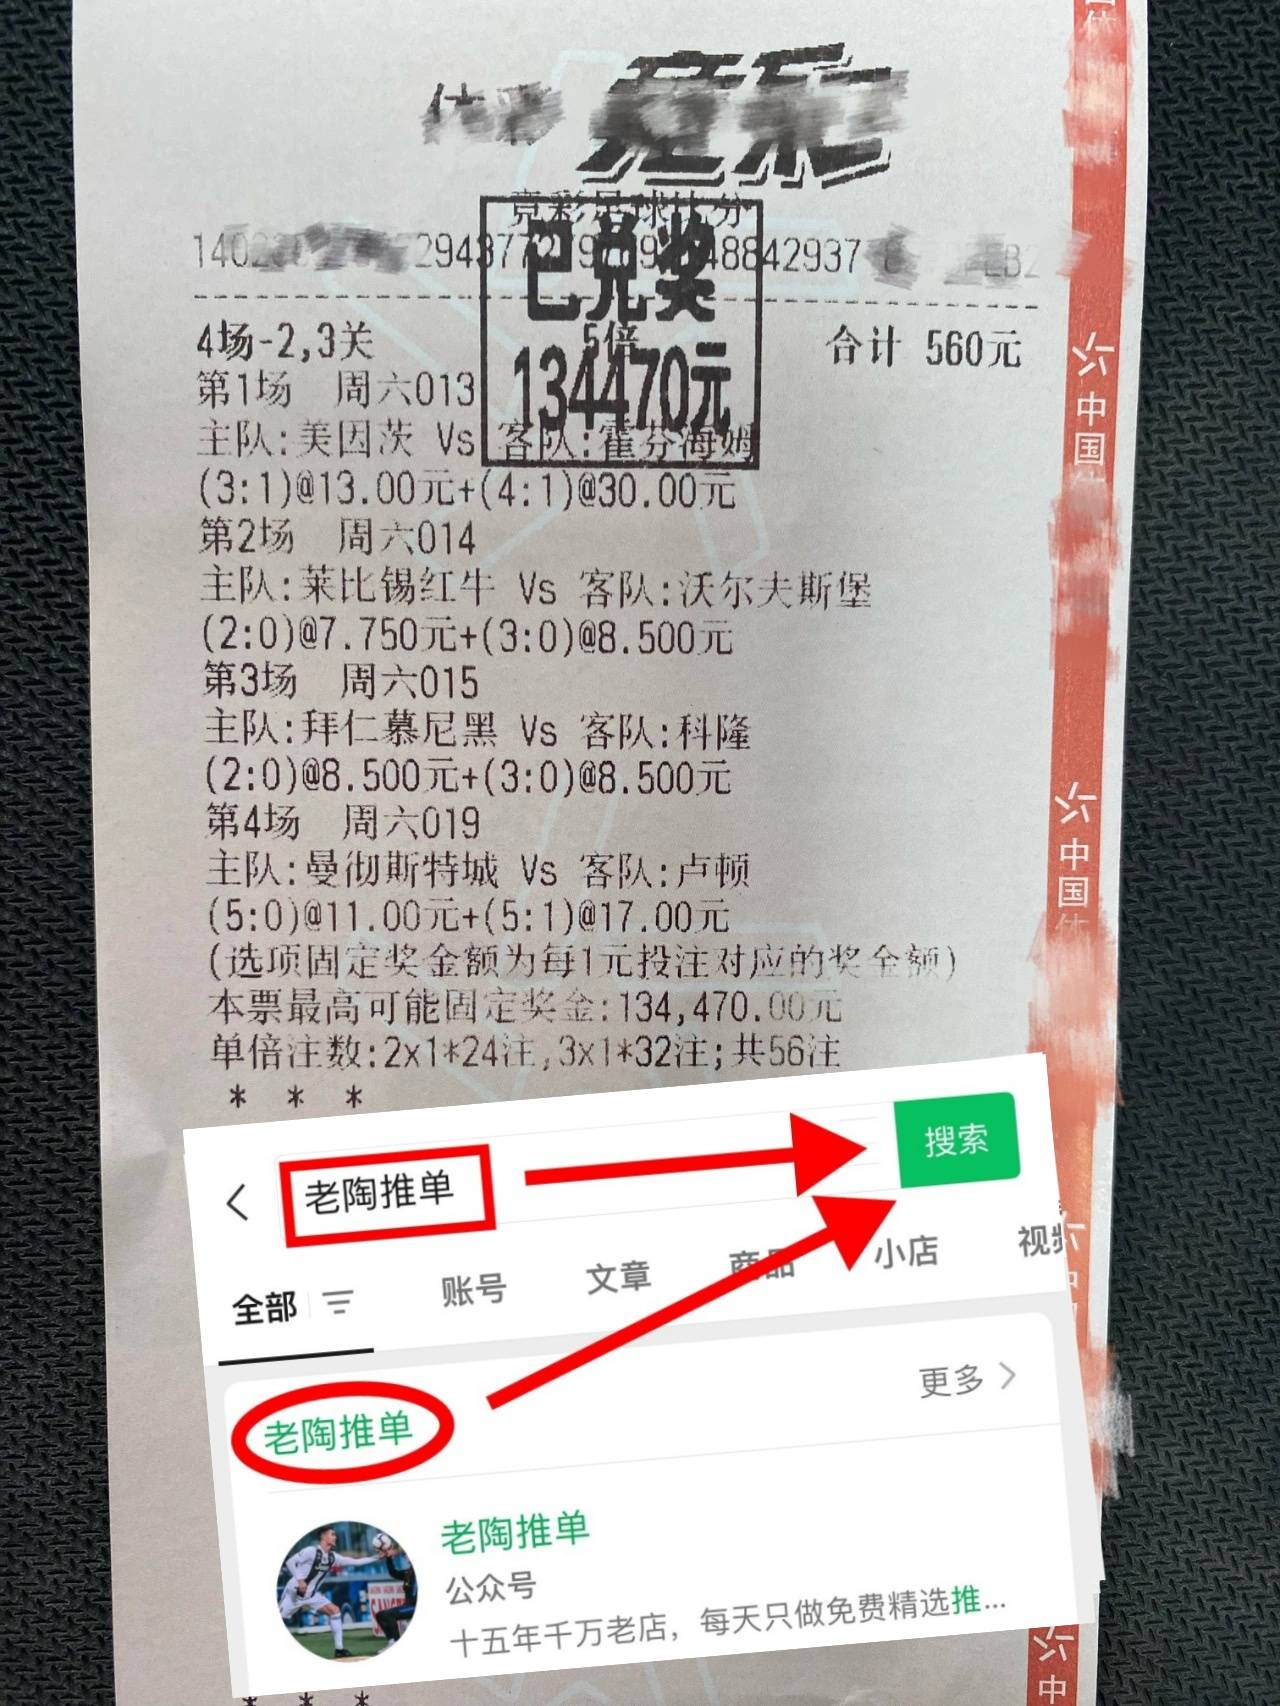 体彩 竞彩
竞彩足球比分
已兑奖
5倍
134470元
4场-2,3关
合计 560元
第1场 周六013
主队:美因茨 Vs 客队:霍芬海姆
(3:1)@13.00元+(4:1)@30.00元
第2场 周六014
主队:莱比锡红牛 Vs 客队:沃尔夫斯堡
(2:0)@7.750元+(3:0)@8.500元
第3场 周六015
主队:拜仁慕尼黑 Vs 客队:科隆
(2:0)@8.500元+(3:0)@8.500元
第4场 周六019
主队:曼彻斯特城 Vs 客队:卢顿
(5:0)@11.00元+(5:1)@17.00元
(选项固定奖金额为每1元投注对应的奖金额)
本票最高可能固定奖金:134,470.00元
单倍注数:2x1*24注,3x1*32注;共56注
* * *
老陶推单
搜索
全部 账号 文章 商品 小店 视频
老陶推单
更多
老陶推单
公众号
十五年千万老店，每天只做免费精选推...
* * *
中国体
中国体
中